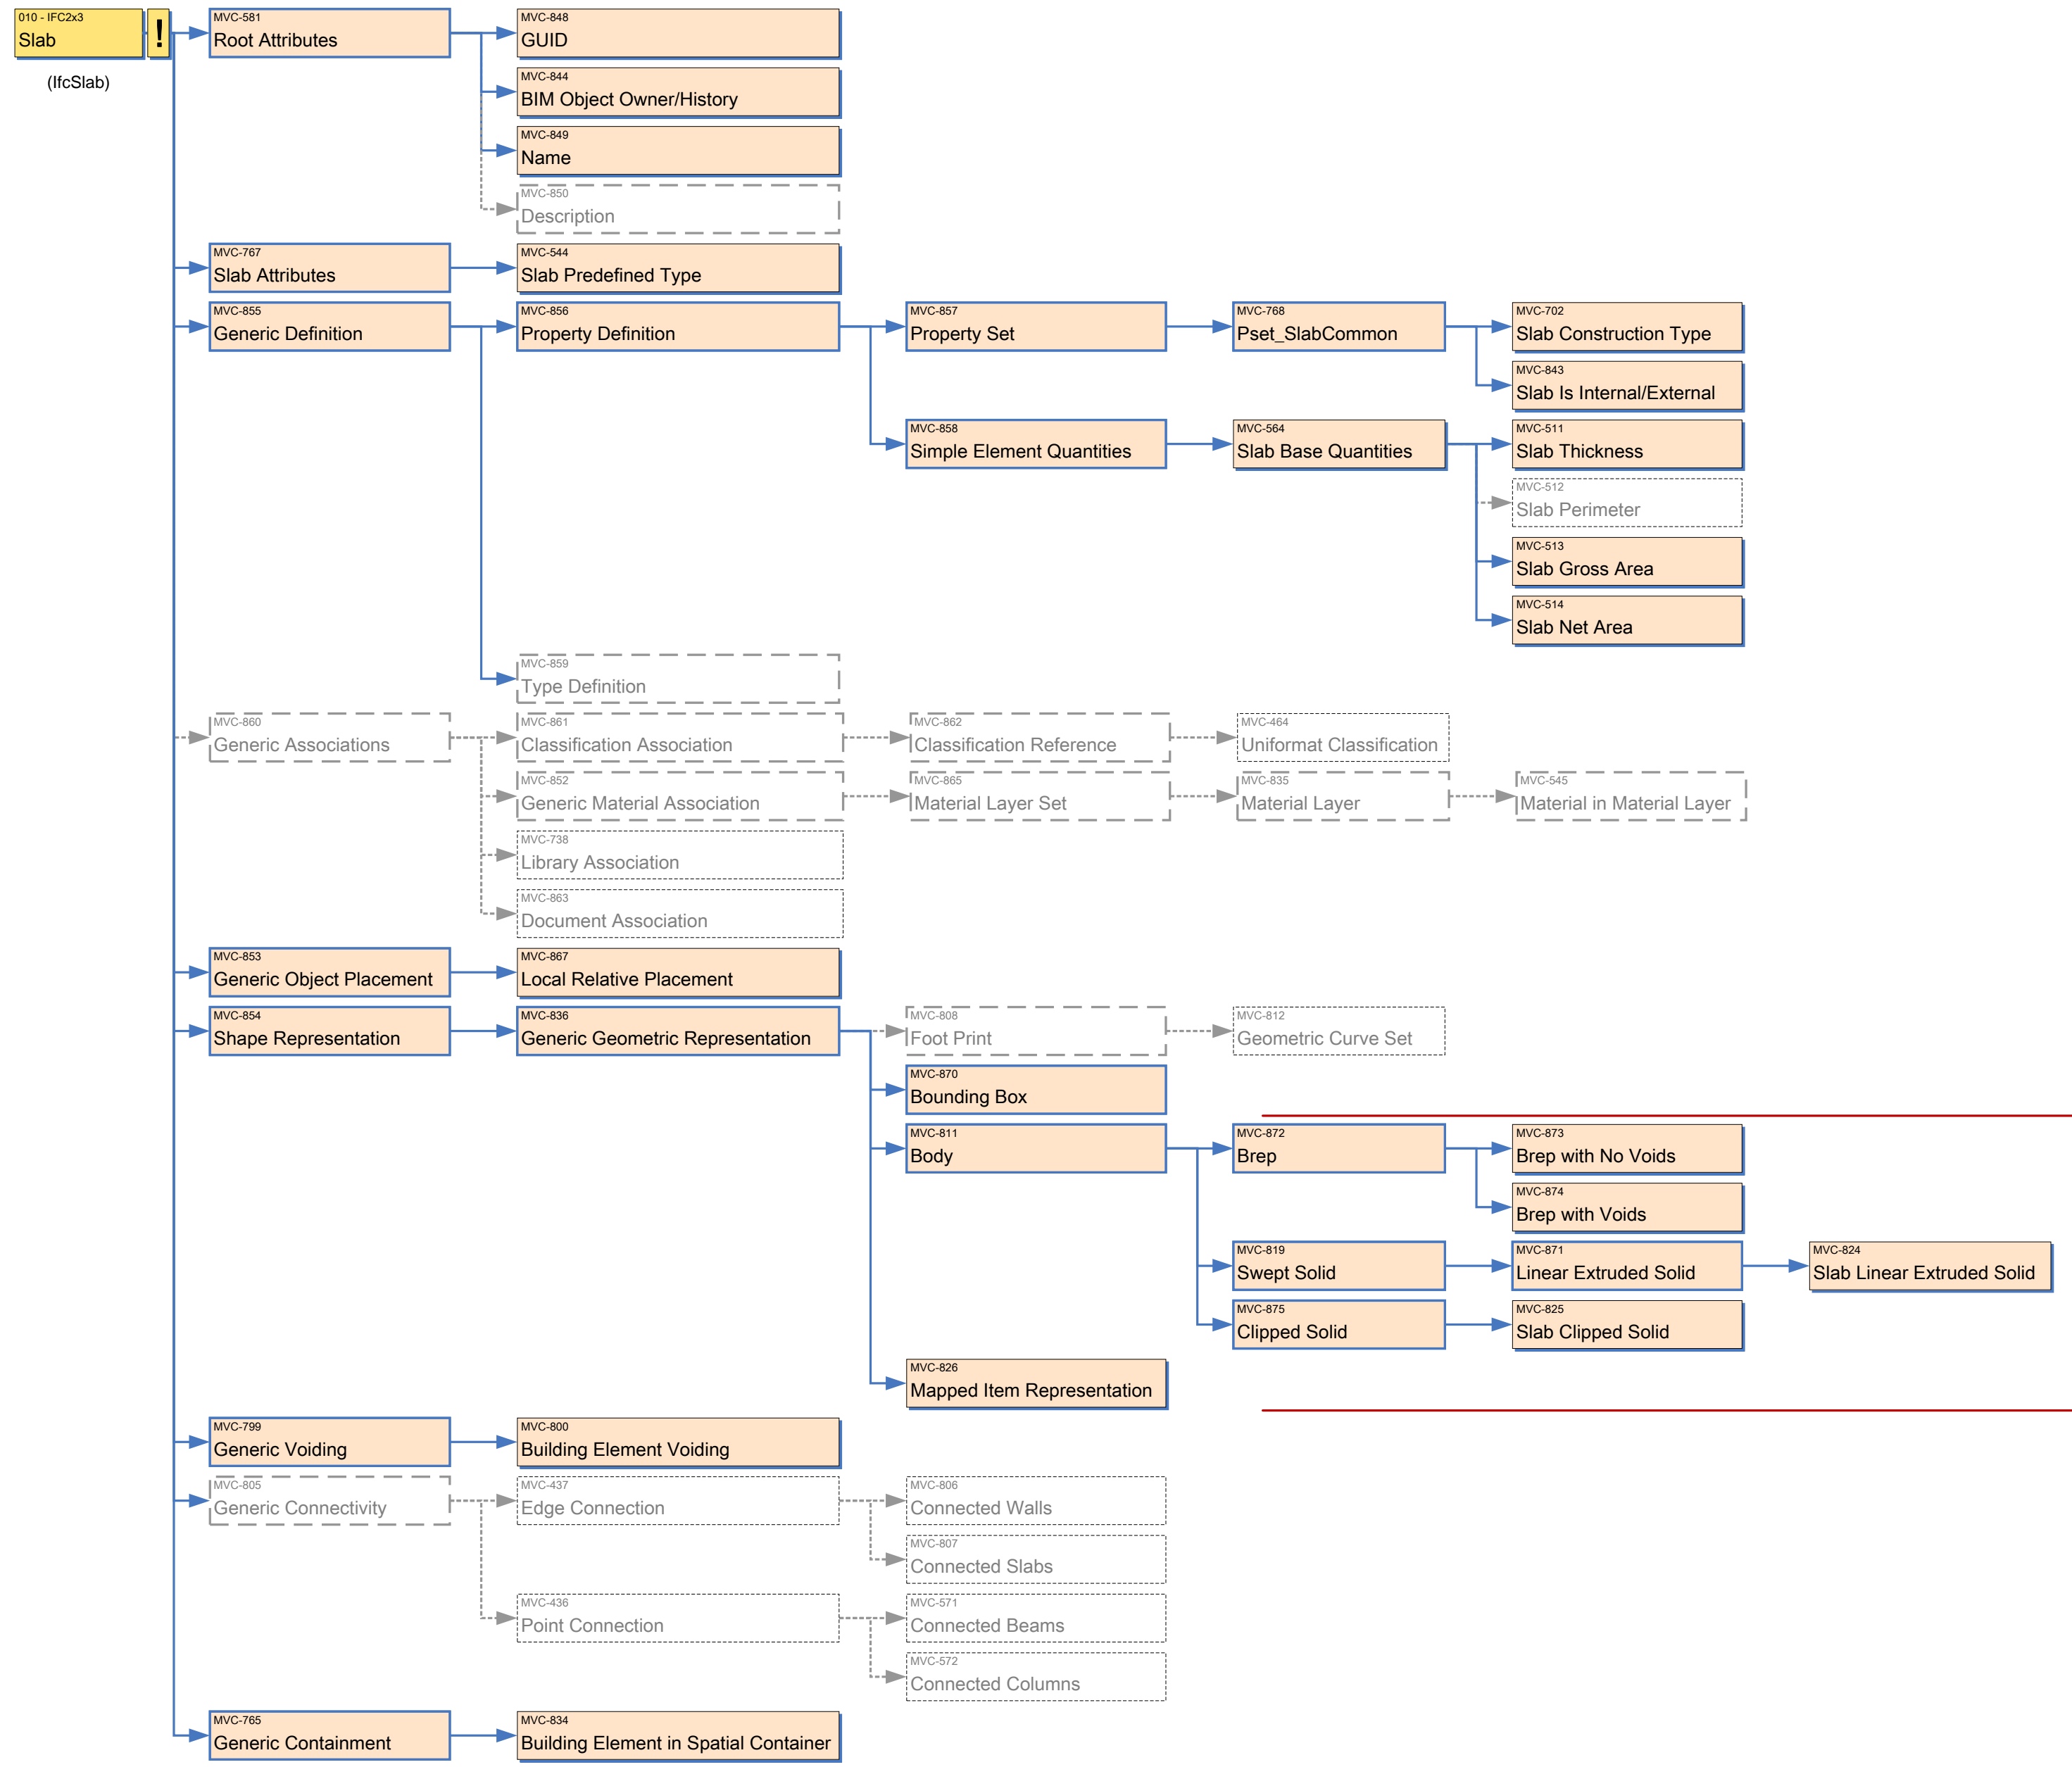 010 - IFC2x3
Slab
!
(IfcSlab)
MVC-581
Root Attributes
MVC-848
GUID
MVC-844
BIM Object Owner/History
MVC-849
Name
MVC-850
Description
MVC-767
Slab Attributes
MVC-544
Slab Predefined Type
MVC-855
Generic Definition
MVC-856
Property Definition
MVC-857
Property Set
MVC-768
Pset_SlabCommon
MVC-702
Slab Construction Type
MVC-843
Slab Is Internal/External
MVC-858
Simple Element Quantities
MVC-564
Slab Base Quantities
MVC-511
Slab Thickness
MVC-512
Slab Perimeter
MVC-513
Slab Gross Area
MVC-514
Slab Net Area
MVC-859
Type Definition
MVC-860
Generic Associations
MVC-861
Classification Association
MVC-862
Classification Reference
MVC-464
Uniformat Classification
MVC-852
Generic Material Association
MVC-865
Material Layer Set
MVC-835
Material Layer
MVC-545
Material in Material Layer
MVC-738
Library Association
MVC-863
Document Association
MVC-853
Generic Object Placement
MVC-867
Local Relative Placement
MVC-854
Shape Representation
MVC-836
Generic Geometric Representation
MVC-808
Foot Print
MVC-812
Geometric Curve Set
MVC-870
Bounding Box
MVC-811
Body
MVC-872
Brep
MVC-873
Brep with No Voids
MVC-874
Brep with Voids
MVC-819
Swept Solid
MVC-871
Linear Extruded Solid
MVC-824
Slab Linear Extruded Solid
MVC-875
Clipped Solid
MVC-825
Slab Clipped Solid
MVC-826
Mapped Item Representation
MVC-799
Generic Voiding
MVC-800
Building Element Voiding
MVC-805
Generic Connectivity
MVC-437
Edge Connection
MVC-806
Connected Walls
MVC-807
Connected Slabs
MVC-436
Point Connection
MVC-571
Connected Beams
MVC-572
Connected Columns
MVC-765
Generic Containment
MVC-834
Building Element in Spatial Container